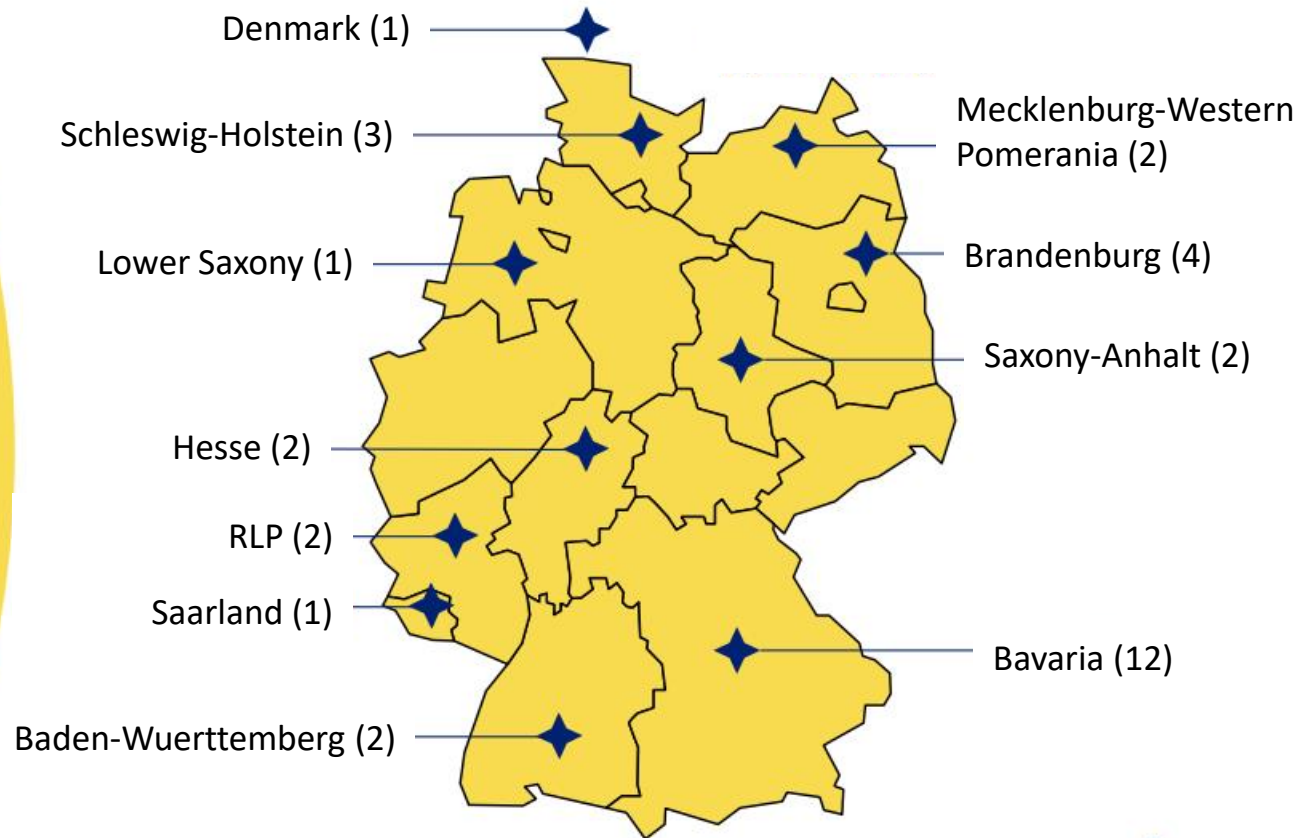 Denmark (1)
Schleswig-Holstein (3)
Mecklenburg-Western
Pomerania (2)
Lower Saxony (1)
Brandenburg (4)
Saxony-Anhalt (2)
Hesse (2)
RLP (2)
Saarland (1)
Bavaria (12)
Baden-Wuerttemberg (2)